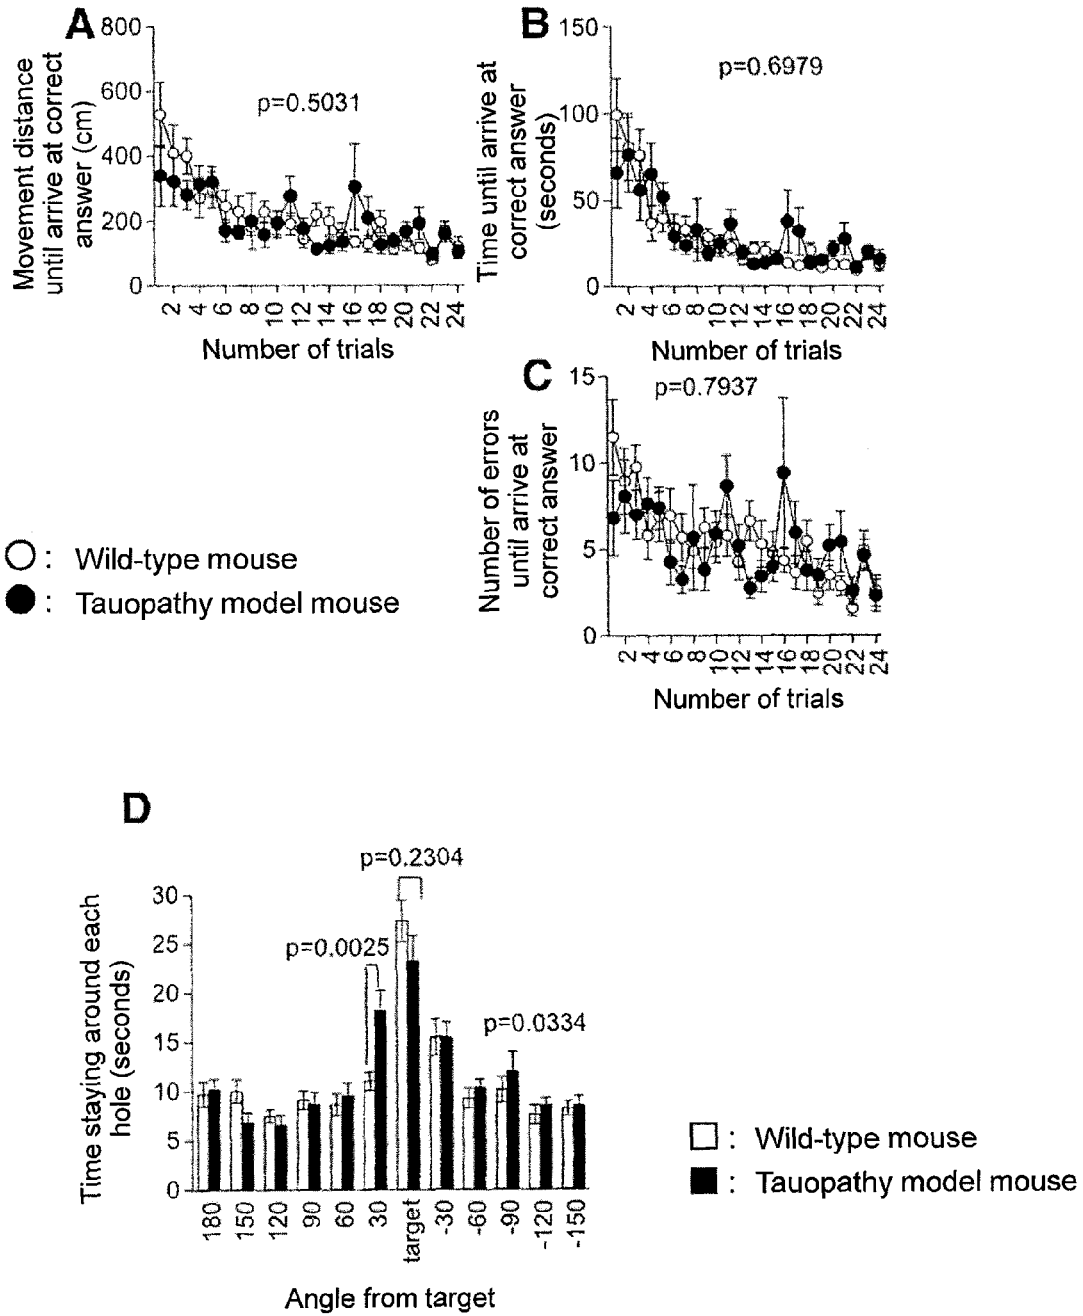 A
800
600
400
200
0
Movement distance
until arrive at correct
answer (cm)
p=0.5031
2 4 6 8 10 12 14 16 18 20 22 24
Number of trials
B
150
100
50
0
Time until arrive at
correct answer
(seconds)
p=0.6979
2 4 6 8 10 12 14 16 18 20 22 24
Number of trials
C
15
10
5
0
Number of errors
until arrive at
correct answer
p=0.7937
2 4 6 8 10 12 14 16 18 20 22 24
Number of trials
: Wild-type mouse
: Tauopathy model mouse
D
30
25
20
15
10
5
0
Time staying around each
hole (seconds)
p=0.2304
p=0.0025
p=0.0334
180 150 120 90 60 30 target -30 -60 -90 -120 -150
Angle from target
: Wild-type mouse
: Tauopathy model mouse